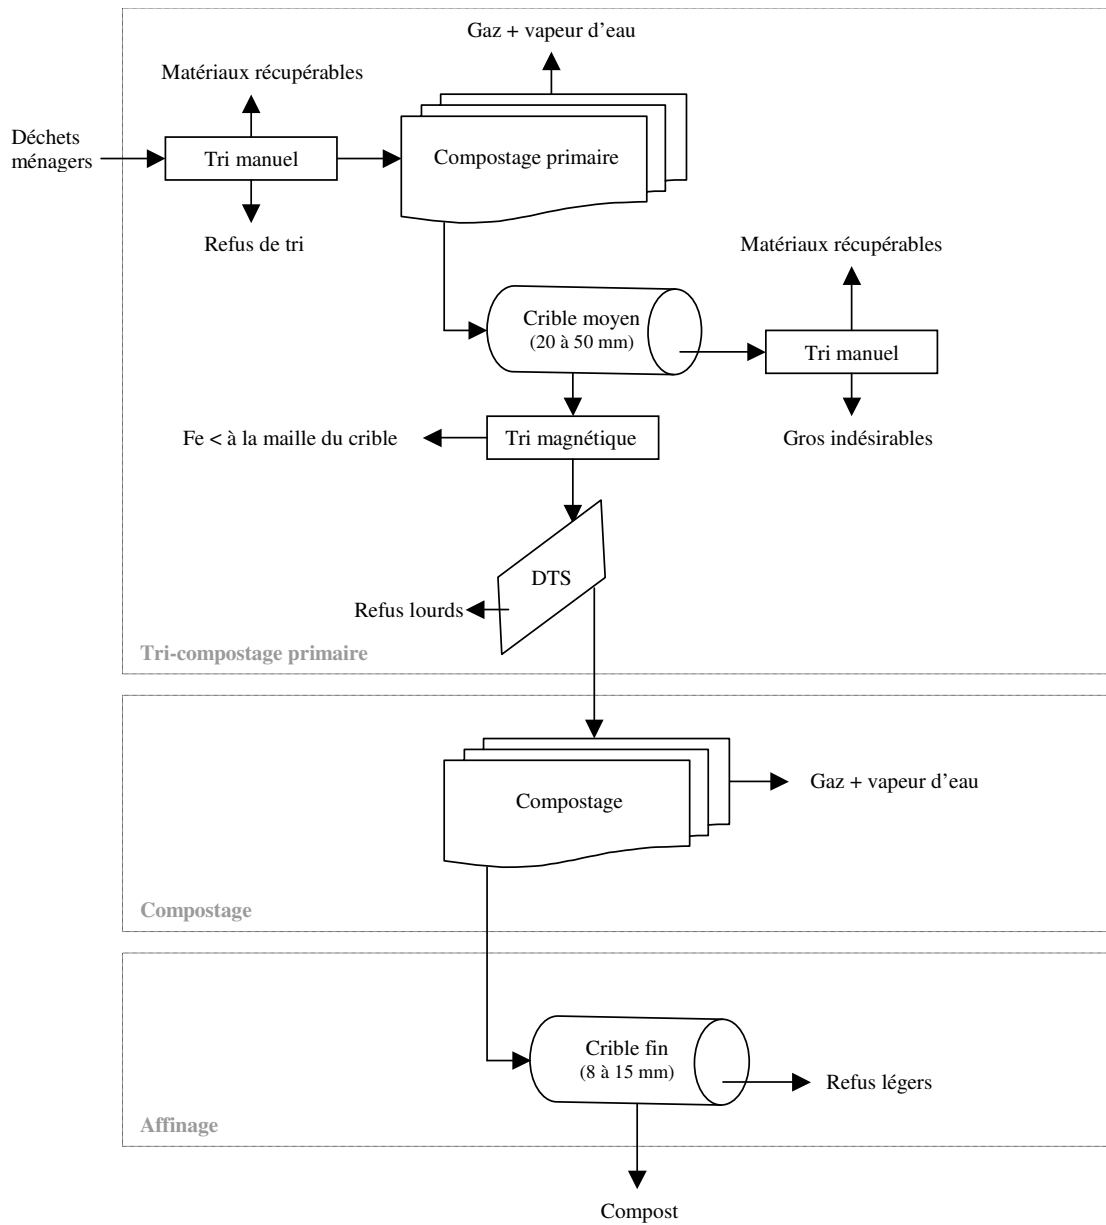 Gaz + vapeur d’eau
Matériaux récupérables
Déchets
ménagers
Tri manuel
Compostage primaire
Refus de tri
Matériaux récupérables
Crible moyen
(20 à 50 mm)
Tri manuel
Fe < à la maille du crible
Tri magnétique
Gros indésirables
DTS
Refus lourds
Tri-compostage primaire
Gaz + vapeur d’eau
Compostage
Compostage
Crible fin
(8 à 15 mm)
Refus légers
Affinage
Compost